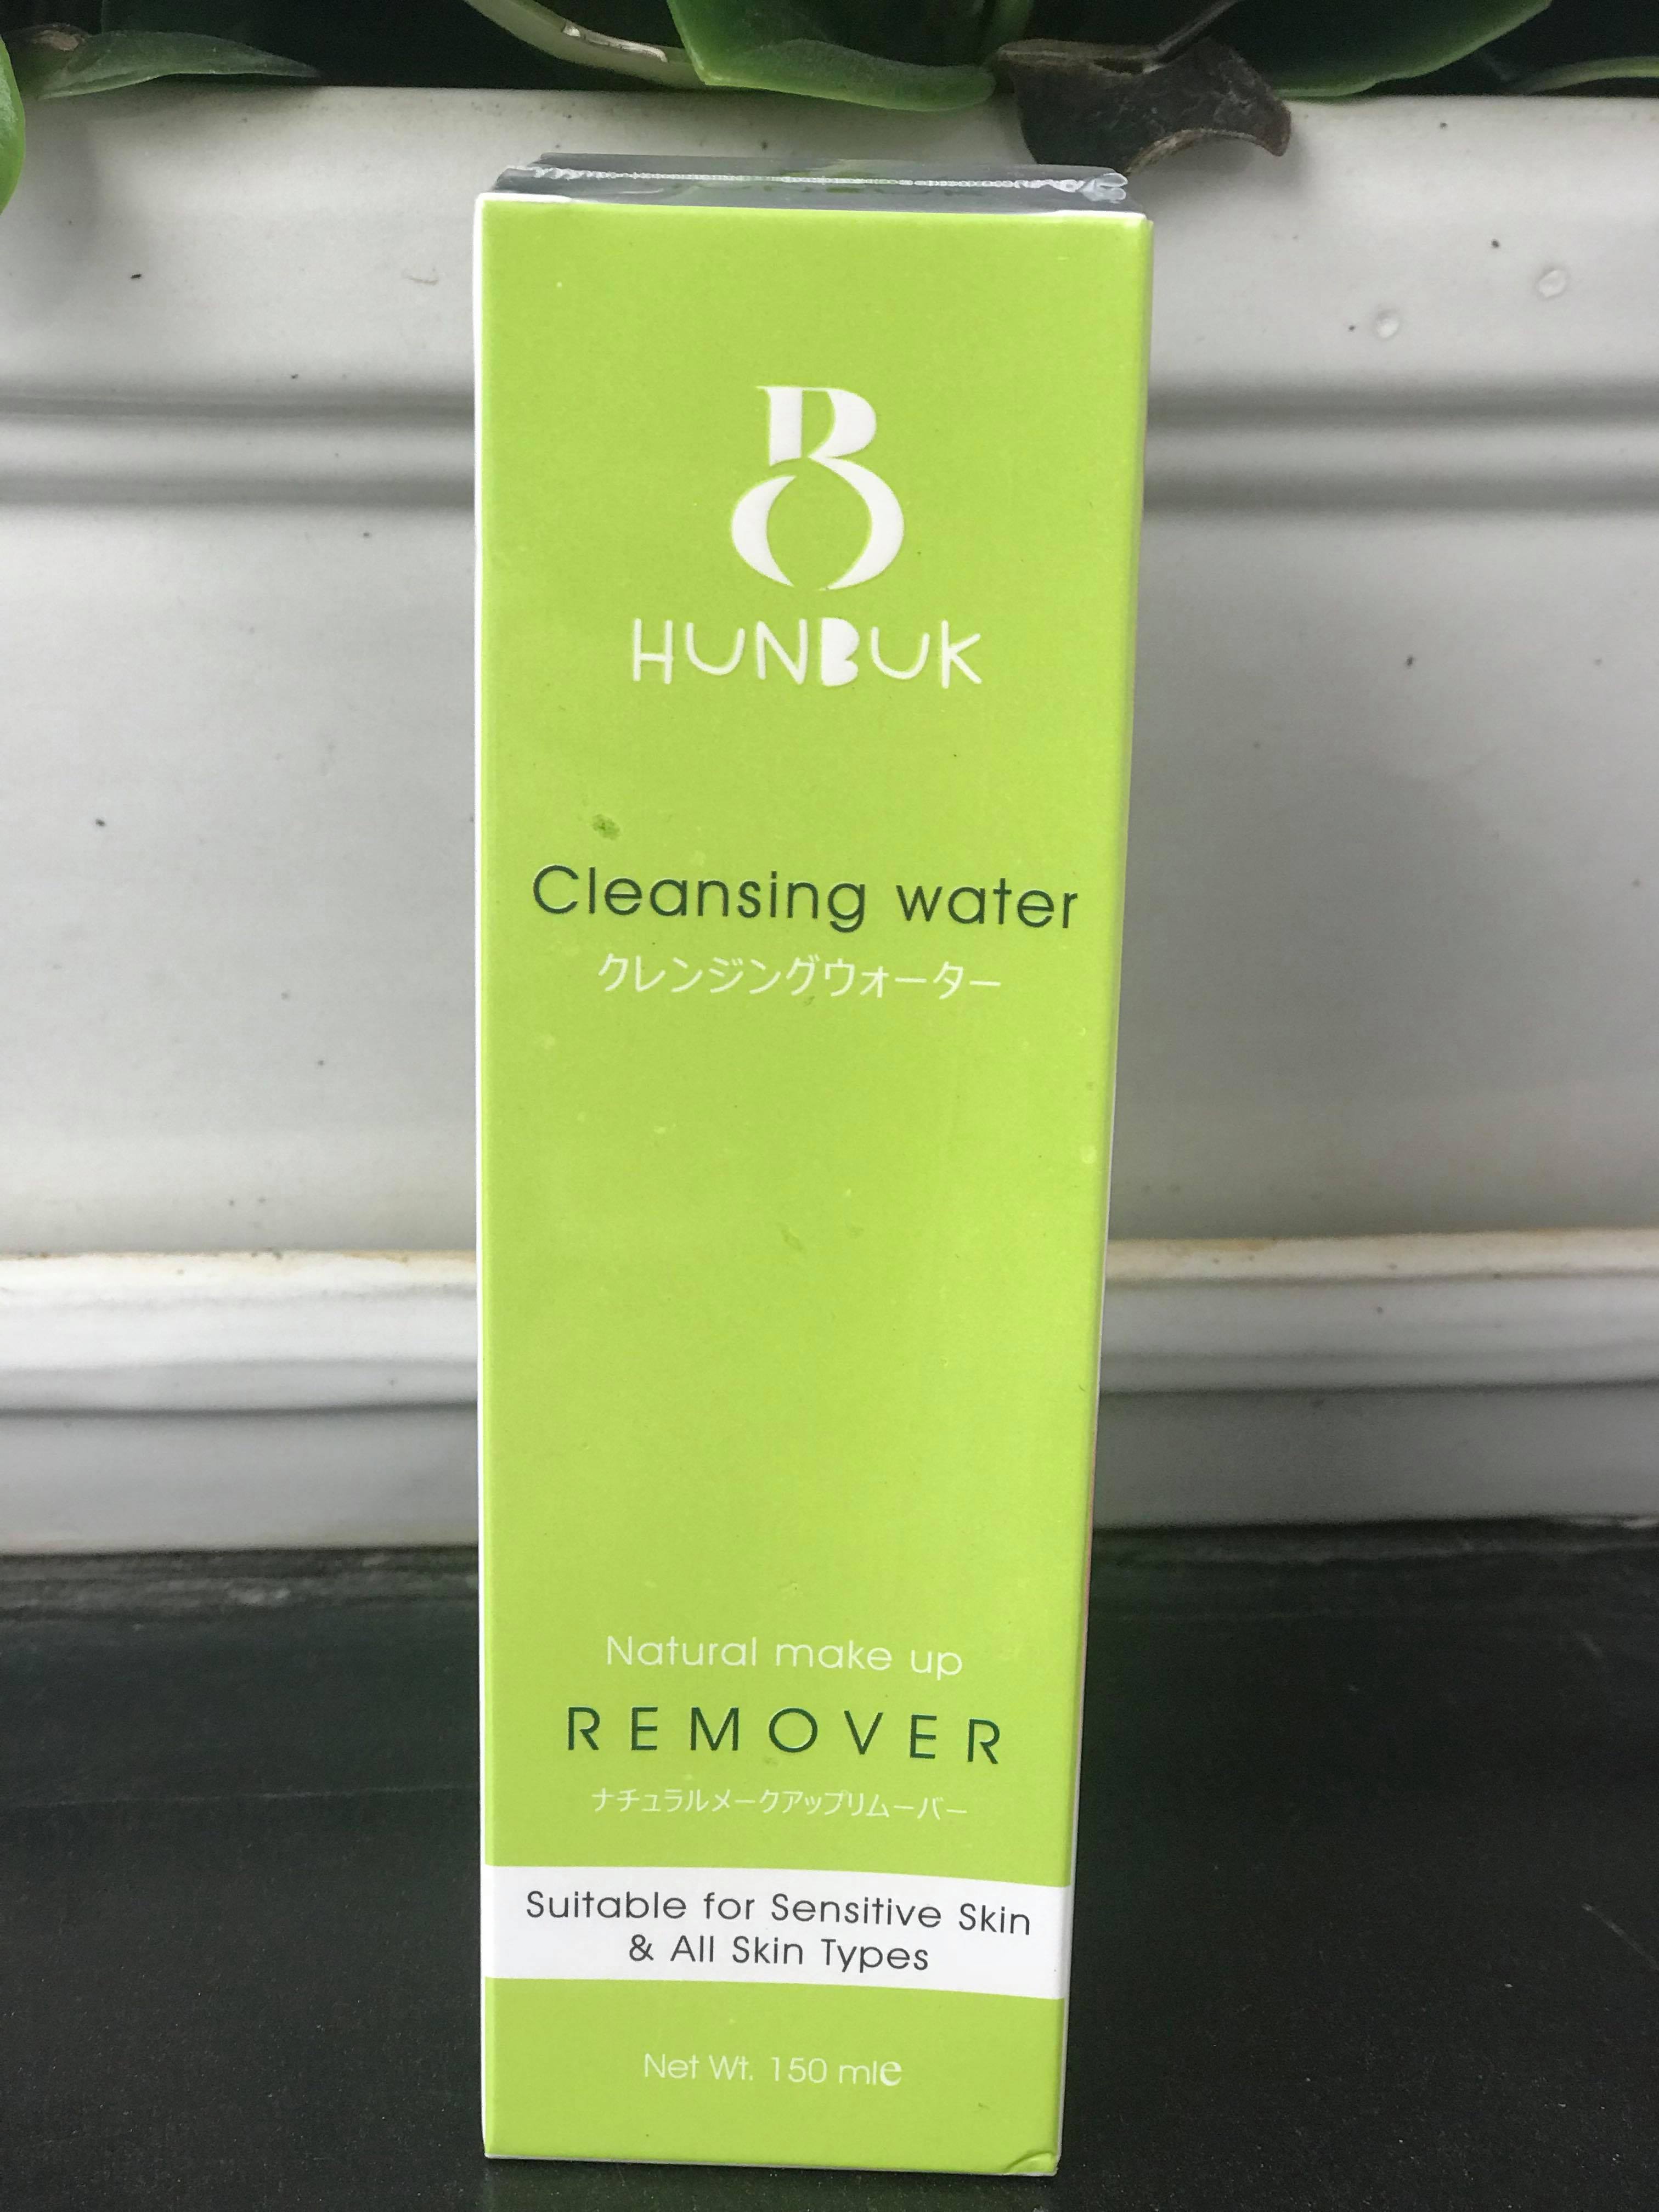 B
HUNBUK
Cleansing water
クレンジングウォーター
Natural make up
REMOVER
ナチュラルメークアップリムーバー
Suitable for Sensitive Skin
& All Skin Types
Net Wt. 150 mle